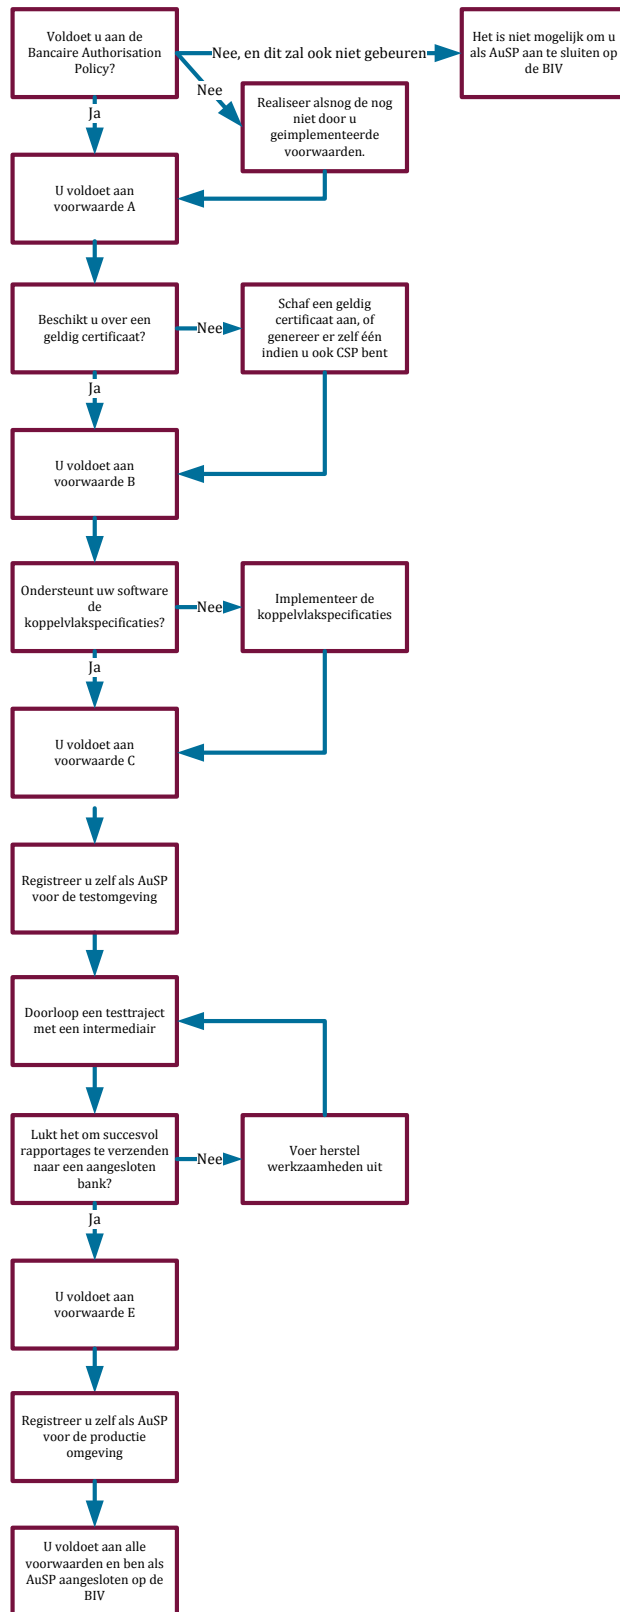 Voldoet u aan de
Bancaire Authorisation
Policy?
Nee, en dit zal ook niet gebeuren
Het is niet mogelijk om u
als AuSP aan te sluiten op
de BIV
Nee
Realiseer alsnog de nog
niet door u
geimplementeerde
voorwaarden.
Ja
U voldoet aan
voorwaarde A
Beschikt u over een
geldig certificaat?
Nee
Schaf een geldig
certificaat aan, of
genereer er zelf één
indien u ook CSP bent
Ja
U voldoet aan
voorwaarde B
Ondersteunt uw software
de
koppelvlakspecificaties?
Nee
Implementeer de
koppelvlakspecificaties
Ja
U voldoet aan
voorwaarde C
Registreer u zelf als AuSP
voor de testomgeving
Doorloop een testtraject
met een intermediair
Lukt het om succesvol
rapportages te verzenden
naar een aangesloten
bank?
Nee
Voer herstel
werkzaamheden uit
Ja
U voldoet aan
voorwaarde E
Registreer u zelf als AuSP
voor de productie
omgeving
U voldoet aan alle
voorwaarden en ben als
AuSP aangesloten op de
BIV